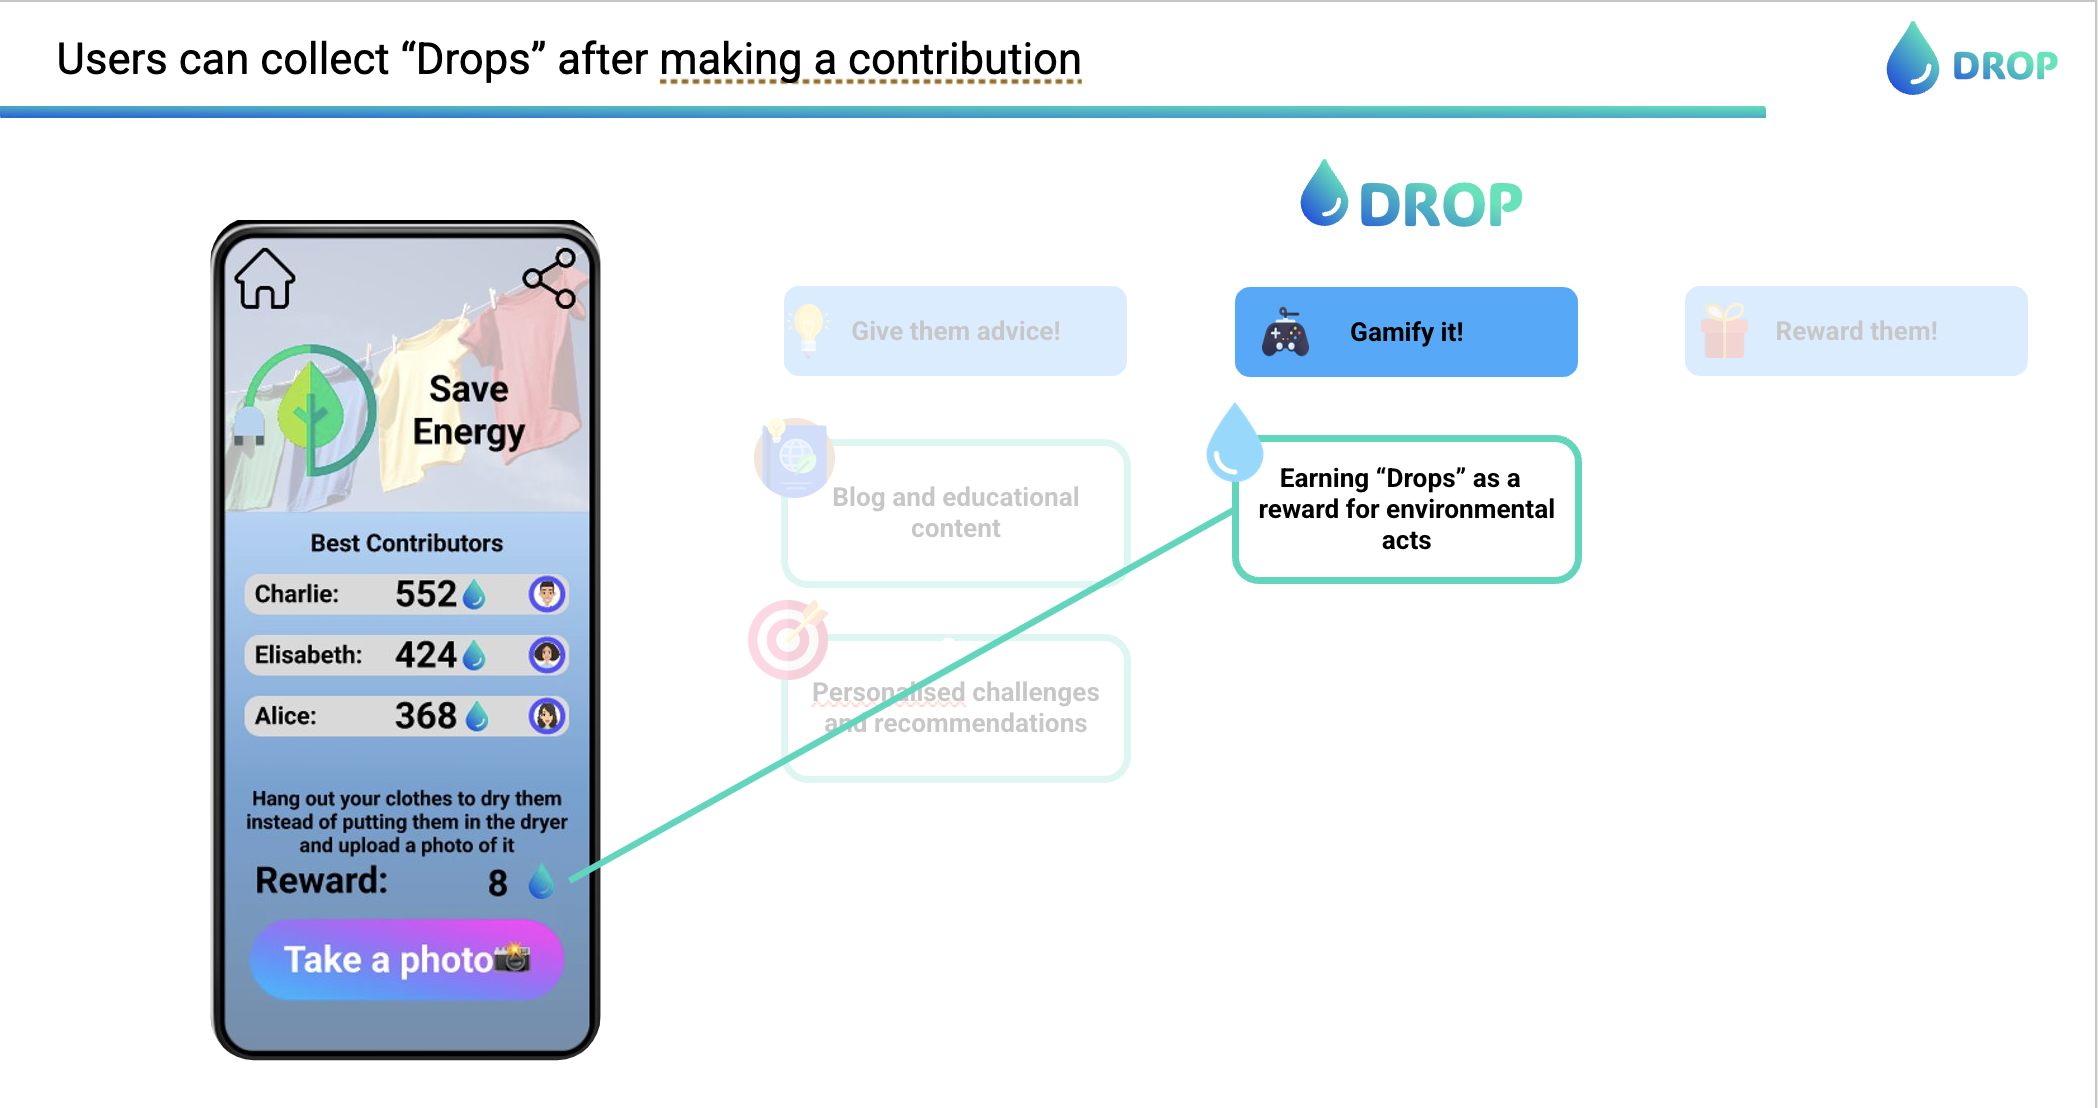 Users can collect “Drops” after making a contribution
DROP
DROP
Save
Energy
Best Contributors
Charlie: 552
Elisabeth: 424
Alice: 368
Hang out your clothes to dry them
instead of putting them in the dryer
and upload a photo of it
Reward: 8
Take a photo
Give them advice!
Blog and educational
content
Personalised challenges
and recommendations
Gamify it!
Earning “Drops” as a
reward for environmental
acts
Reward them!